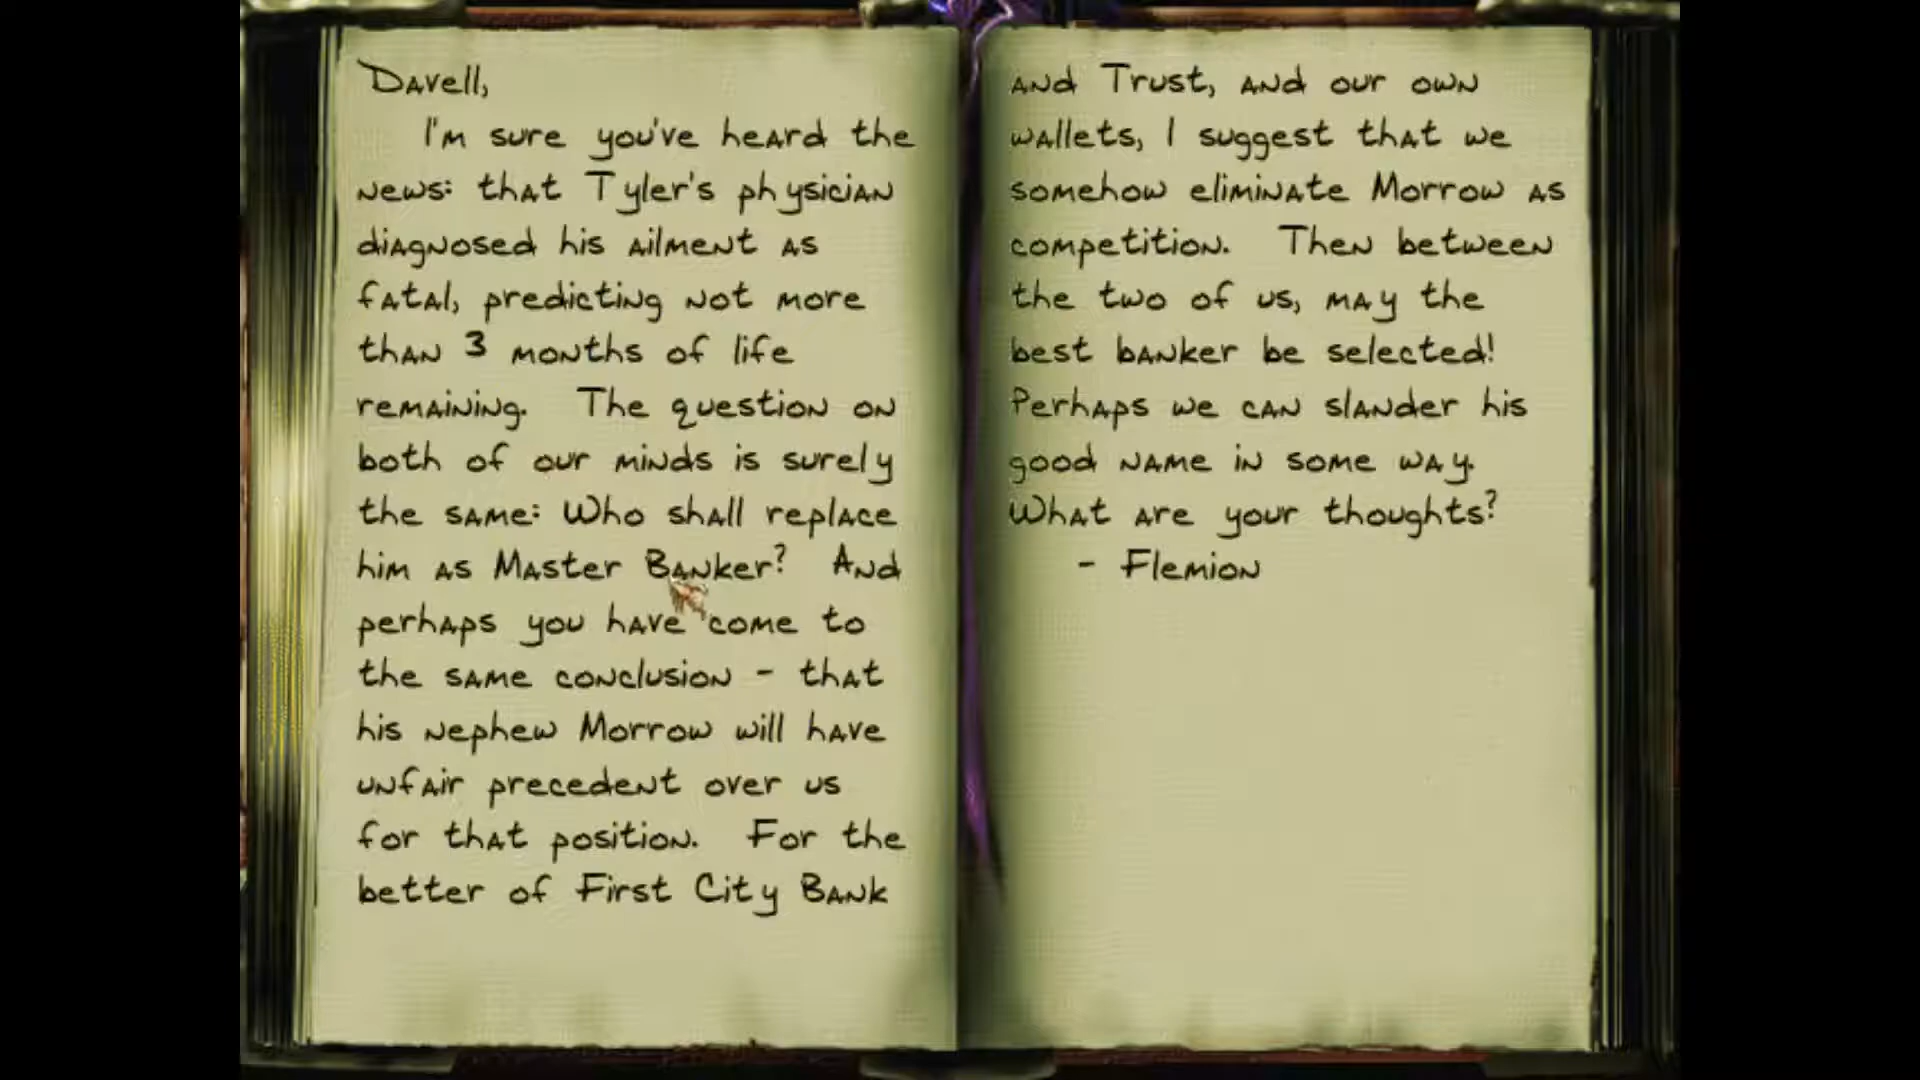 Davell,
I'm sure you've heard the
news: that Tyler's physician
diagnosed his ailment as
fatal, predicting not more
than 3 months of life
remaining. The question on
both of our minds is surely
the same: Who shall replace
him as Master Banker? And
perhaps you have come to
the same conclusion - that
his nephew Morrow will have
unfair precedent over us
for that position. For the
better of First City Bank
and Trust, and our own
wallets, I suggest that we
somehow eliminate Morrow as
competition. Then between
the two of us, may the
best banker be selected!
Perhaps we can slander his
good name in some way.
What are your thoughts?
- Flemion